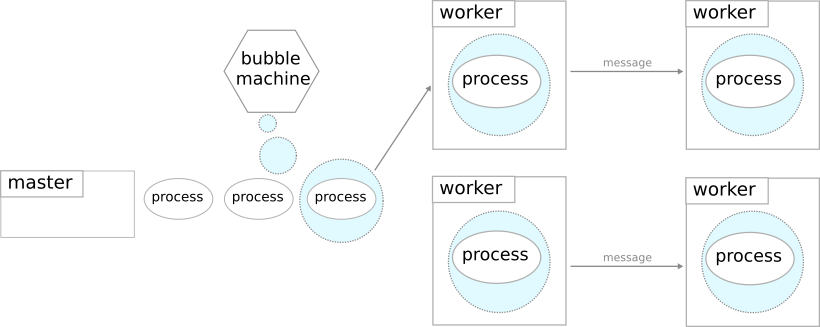 bubble
machine
master
process
process
process
worker
process
message
worker
process
worker
process
message
worker
process